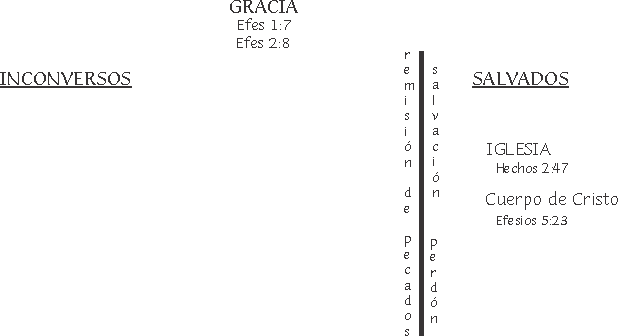 GRACIA
Efes 1:7
Efes 2:8
INCONVERSOS
remisión de pecados
salvación perdón
SALVADOS
IGLESIA
Hechos 2:47
Cuerpo de Cristo
Efesios 5:23